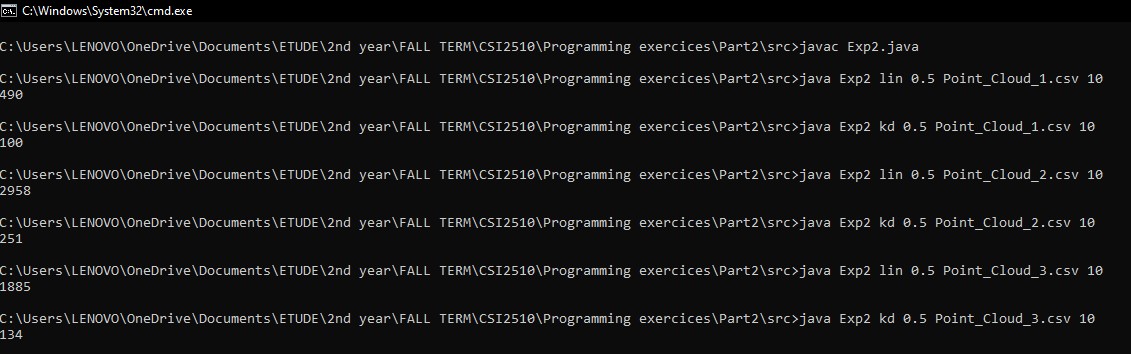 C:\Windows\System32\cmd.exe
C:\Users\LENOVO\OneDrive\Documents\ETUDE\2nd year\FALL TERM\CSI2510\Programming exercices\Part2\src>javac Exp2.java
C:\Users\LENOVO\OneDrive\Documents\ETUDE\2nd year\FALL TERM\CSI2510\Programming exercices\Part2\src>java Exp2 lin 0.5 Point_Cloud_1.csv 10
490
C:\Users\LENOVO\OneDrive\Documents\ETUDE\2nd year\FALL TERM\CSI2510\Programming exercices\Part2\src>java Exp2 kd 0.5 Point_Cloud_1.csv 10
100
C:\Users\LENOVO\OneDrive\Documents\ETUDE\2nd year\FALL TERM\CSI2510\Programming exercices\Part2\src>java Exp2 lin 0.5 Point_Cloud_2.csv 10
2958
C:\Users\LENOVO\OneDrive\Documents\ETUDE\2nd year\FALL TERM\CSI2510\Programming exercices\Part2\src>java Exp2 kd 0.5 Point_Cloud_2.csv 10
251
C:\Users\LENOVO\OneDrive\Documents\ETUDE\2nd year\FALL TERM\CSI2510\Programming exercices\Part2\src>java Exp2 lin 0.5 Point_Cloud_3.csv 10
1885
C:\Users\LENOVO\OneDrive\Documents\ETUDE\2nd year\FALL TERM\CSI2510\Programming exercices\Part2\src>java Exp2 kd 0.5 Point_Cloud_3.csv 10
134